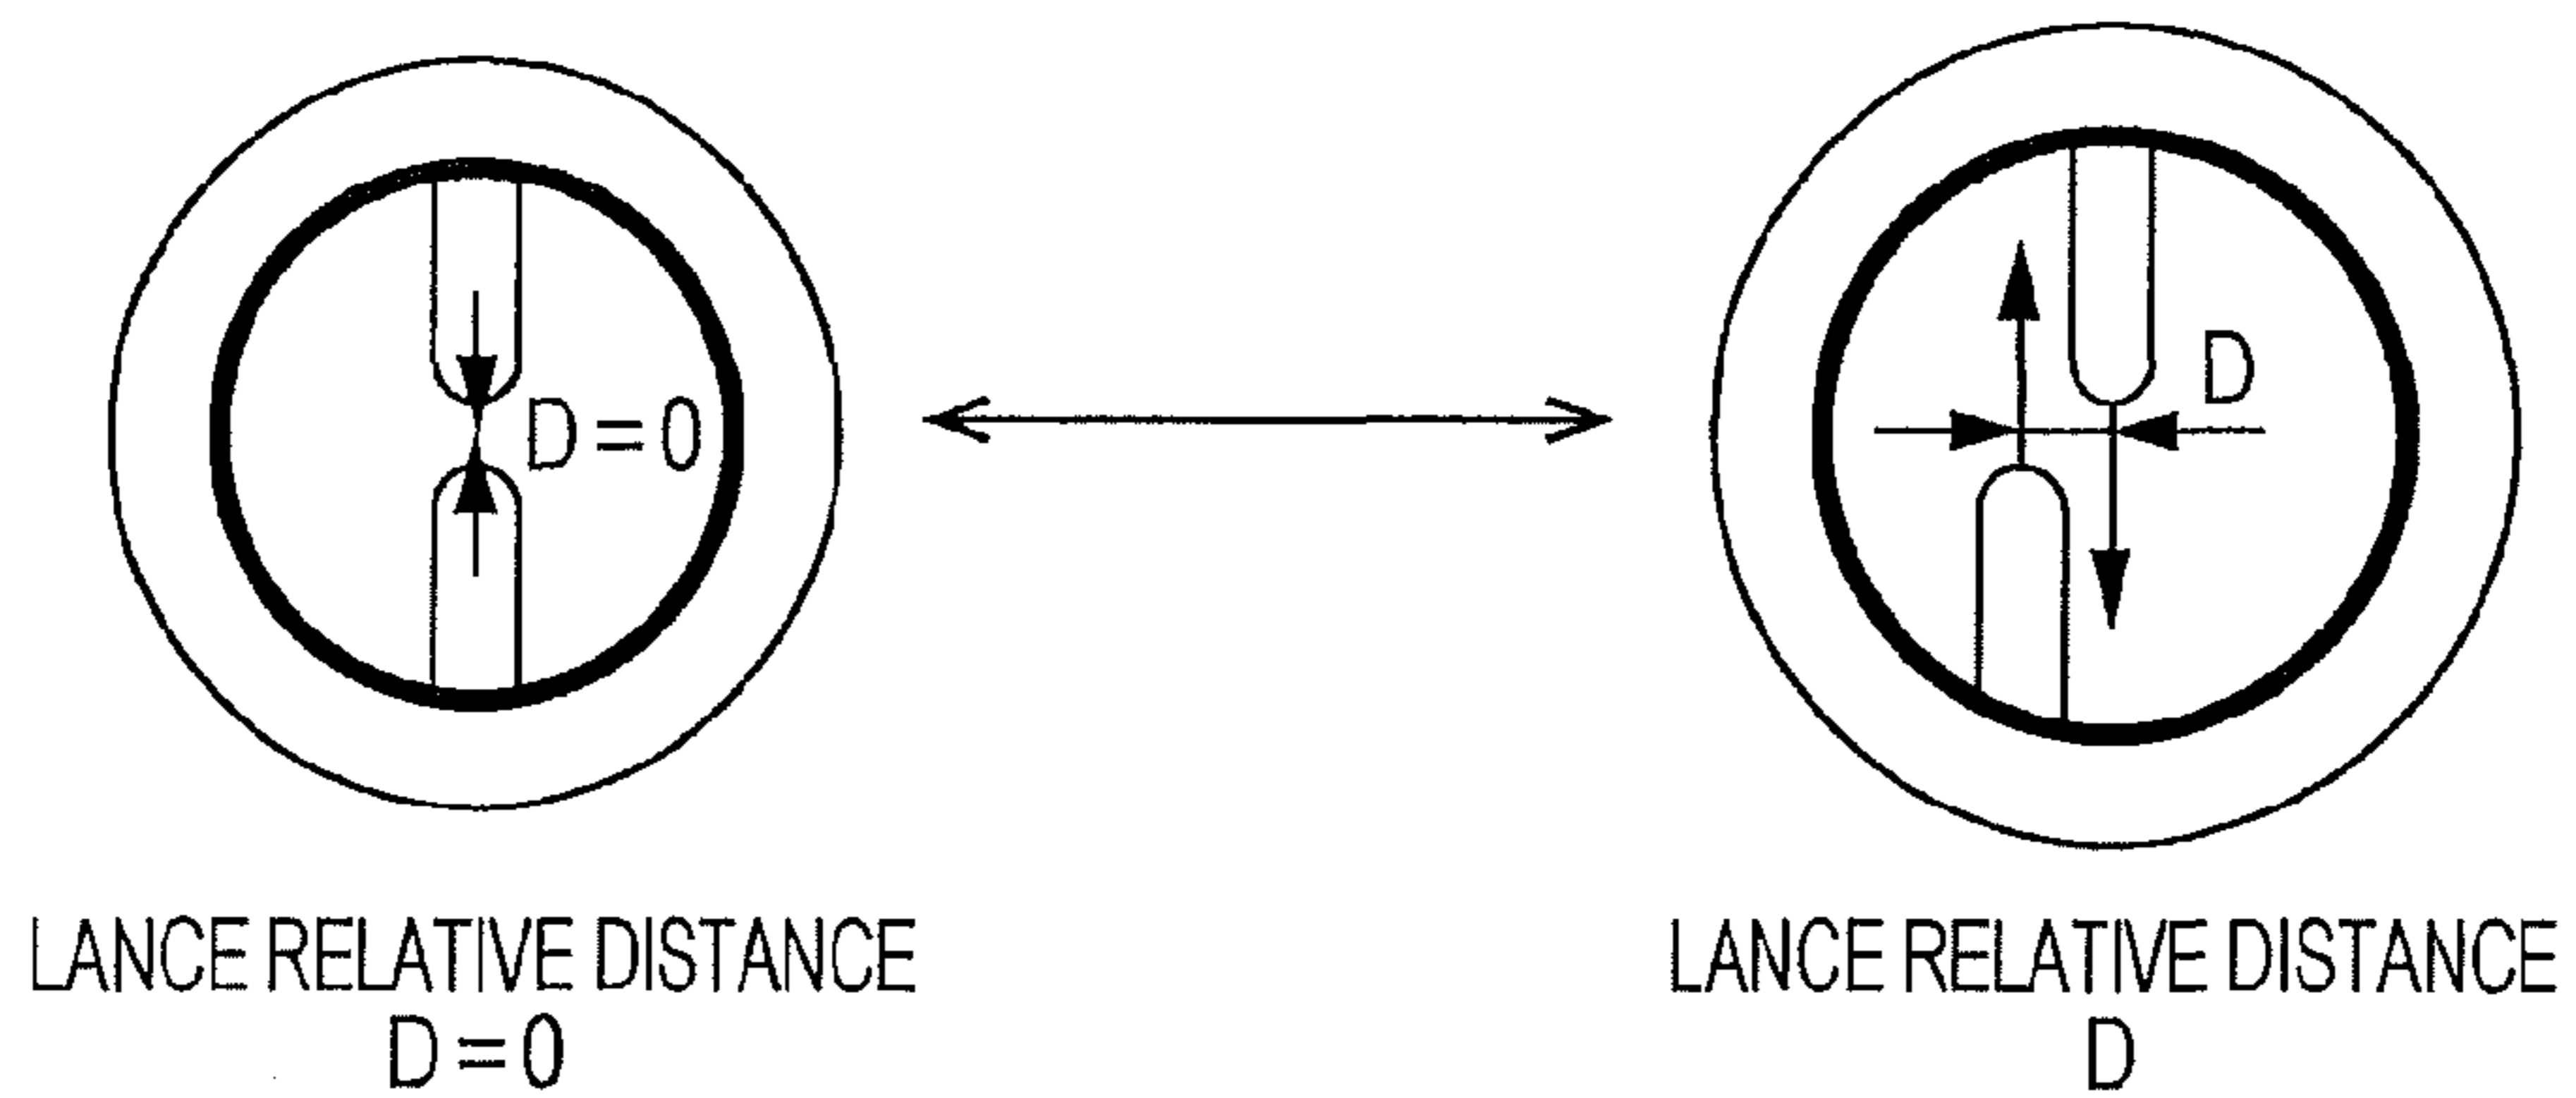 D = 0
D
LANCE RELATIVE DISTANCE
D = 0
LANCE RELATIVE DISTANCE
D